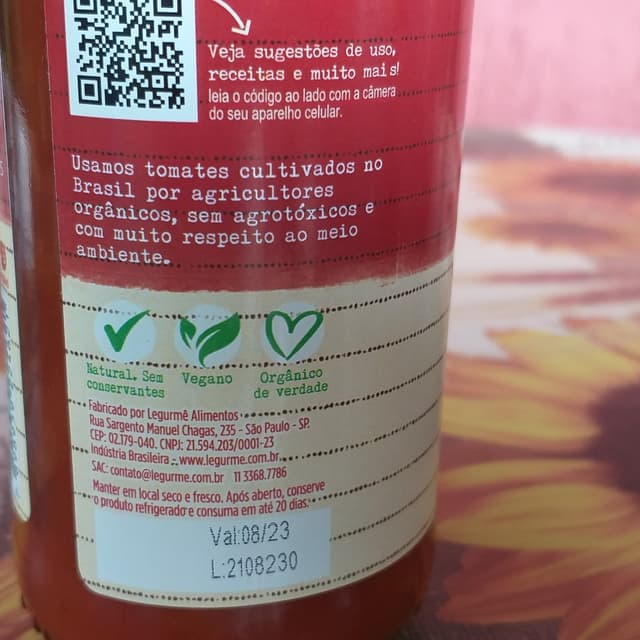 Veja sugestões de uso,
receitas e muito mais!
leia o código ao lado com a câmera
do seu aparelho celular.
Usamos tomates cultivados no
Brasil por agricultores
orgânicos, sem agrotóxicos e
com muito respeito ao meio
ambiente.
Natural. Sem
conservantes
Vegano
Orgânico
de verdade
Fabricado por Legurmê Alimentos
Rua Sargento Manuel Chagas, 235 - São Paulo - SP.
CEP: 02.179-040. CNPJ: 21.594.203/0001-23
Indústria Brasileira - www.legurme.com.br
SAC: contato@legurme.com.br 11 3368.7786
Manter em local seco e fresco. Após aberto, conserve
o produto refrigerado e consuma em até 20 dias.
Val:08/23
L:2108230